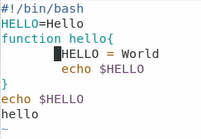 #!/bin/bash
HELLO=Hello
function hello{
        HELLO = World
        echo $HELLO
}
echo $HELLO
hello
~